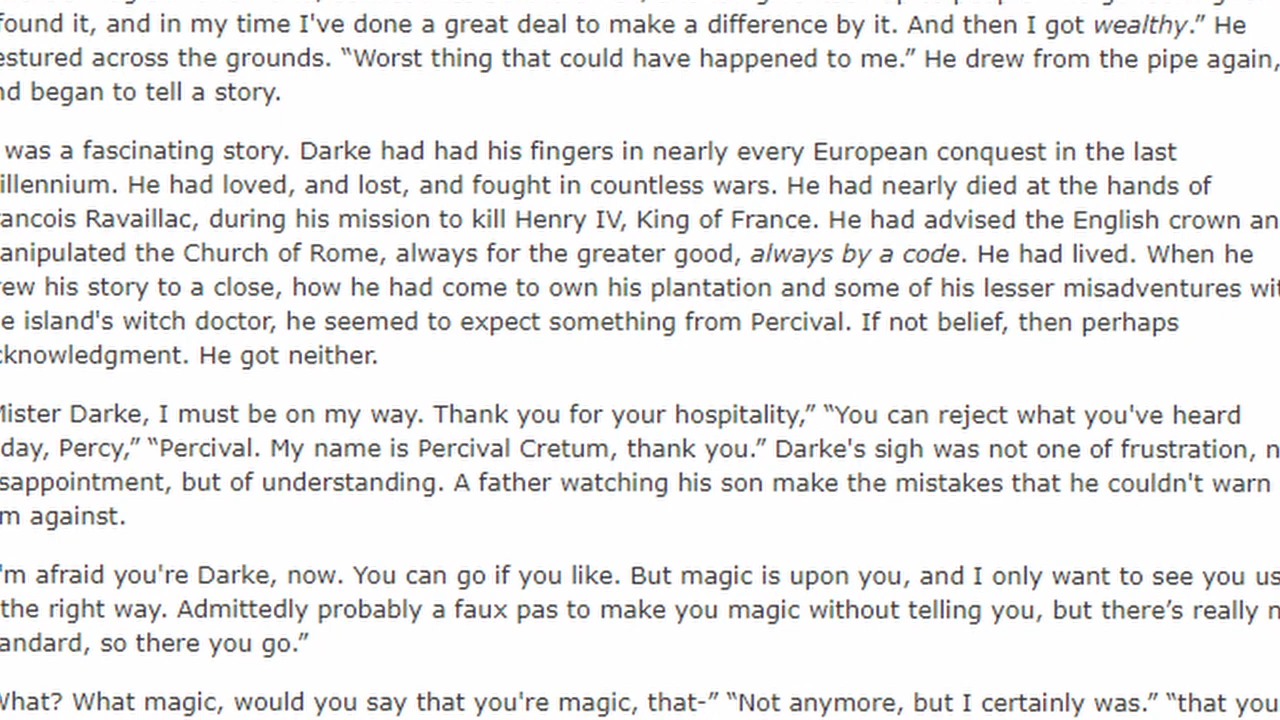 found it, and in my time I've done a great deal to make a difference by it. And then I got wealthy.” He
estured across the grounds. “Worst thing that could have happened to me.” He drew from the pipe again,
nd began to tell a story.
was a fascinating story. Darke had had his fingers in nearly every European conquest in the last
illennium. He had loved, and lost, and fought in countless wars. He had nearly died at the hands of
ancois Ravaillac, during his mission to kill Henry IV, King of France. He had advised the English crown an
anipulated the Church of Rome, always for the greater good, always by a code. He had lived. When he
ew his story to a close, how he had come to own his plantation and some of his lesser misadventures wit
e island's witch doctor, he seemed to expect something from Percival. If not belief, then perhaps
cknowledgment. He got neither.
Mister Darke, I must be on my way. Thank you for your hospitality,” “You can reject what you've heard
day, Percy,” “Percival. My name is Percival Cretum, thank you.” Darke's sigh was not one of frustration, n
sappointment, but of understanding. A father watching his son make the mistakes that he couldn't warn
m against.
'm afraid you're Darke, now. You can go if you like. But magic is upon you, and I only want to see you us
the right way. Admittedly probably a faux pas to make you magic without telling you, but there’s really n
andard, so there you go.”
What? What magic, would you say that you're magic, that-” “Not anymore, but I certainly was.” “that you